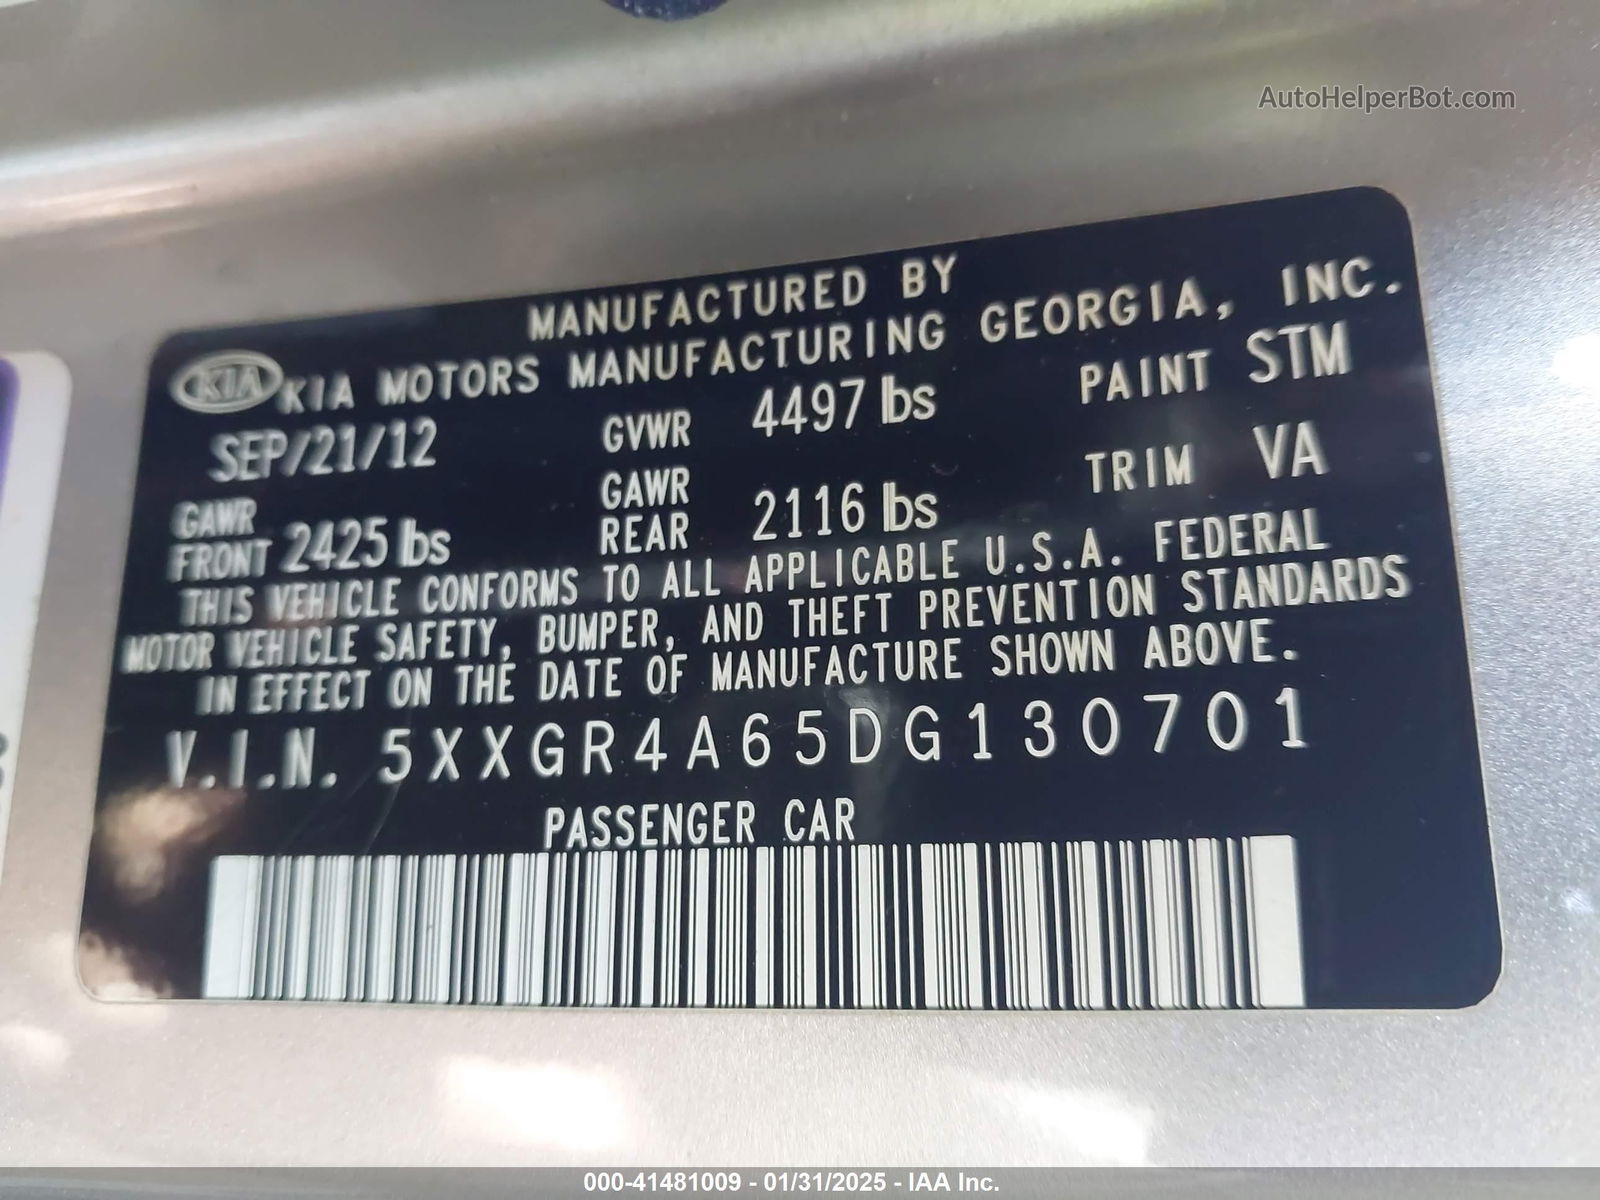 AutoHelperBot.com
MANUFACTURED BY
KIA KIA MOTORS MANUFACTURING GEORGIA, INC.
SEP/21/12 GVWR 4497 lbs PAINT STM
GAWR FRONT 2425 lbs GAWR REAR 2116 lbs TRIM VA
THIS VEHICLE CONFORMS TO ALL APPLICABLE U.S.A. FEDERAL
MOTOR VEHICLE SAFETY, BUMPER, AND THEFT PREVENTION STANDARDS
IN EFFECT ON THE DATE OF MANUFACTURE SHOWN ABOVE.
V.I.N. 5XXGR4A65DG130701
PASSENGER CAR
000-41481009 - 01/31/2025 - IAA Inc.